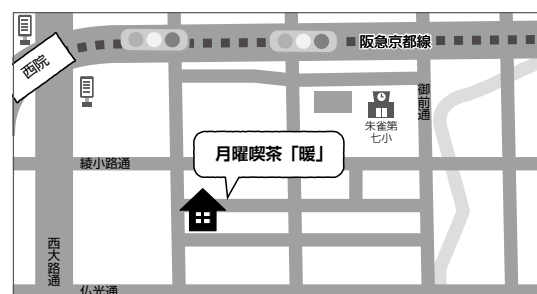 西院
阪急京都線
御前通
朱雀第
七小
月曜喫茶「暖」
綾小路通
西大路通
仏光通